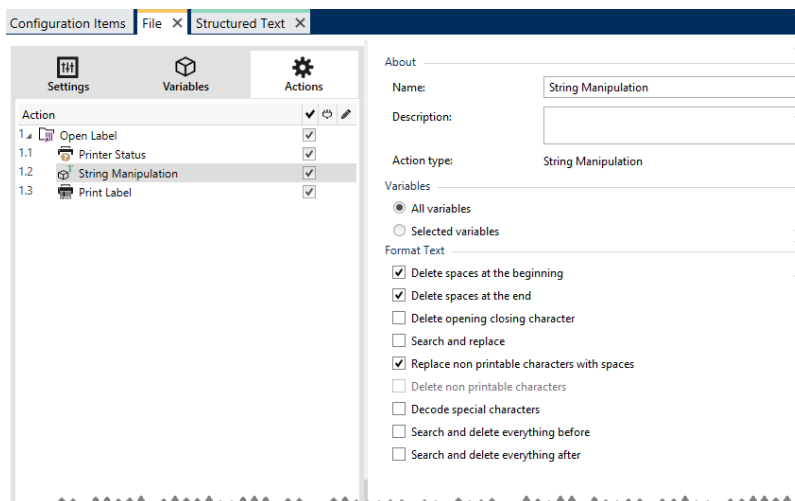 Configuration Items File Structured Text
Settings Variables Actions
Action
1 Open Label
1.1 Printer Status
1.2 String Manipulation
1.3 Print Label
About
Name: String Manipulation
Description:
Action type: String Manipulation
Variables
All variables
Selected variables
Format Text
Delete spaces at the beginning
Delete spaces at the end
Delete opening closing character
Search and replace
Replace non printable characters with spaces
Delete non printable characters
Decode special characters
Search and delete everything before
Search and delete everything after